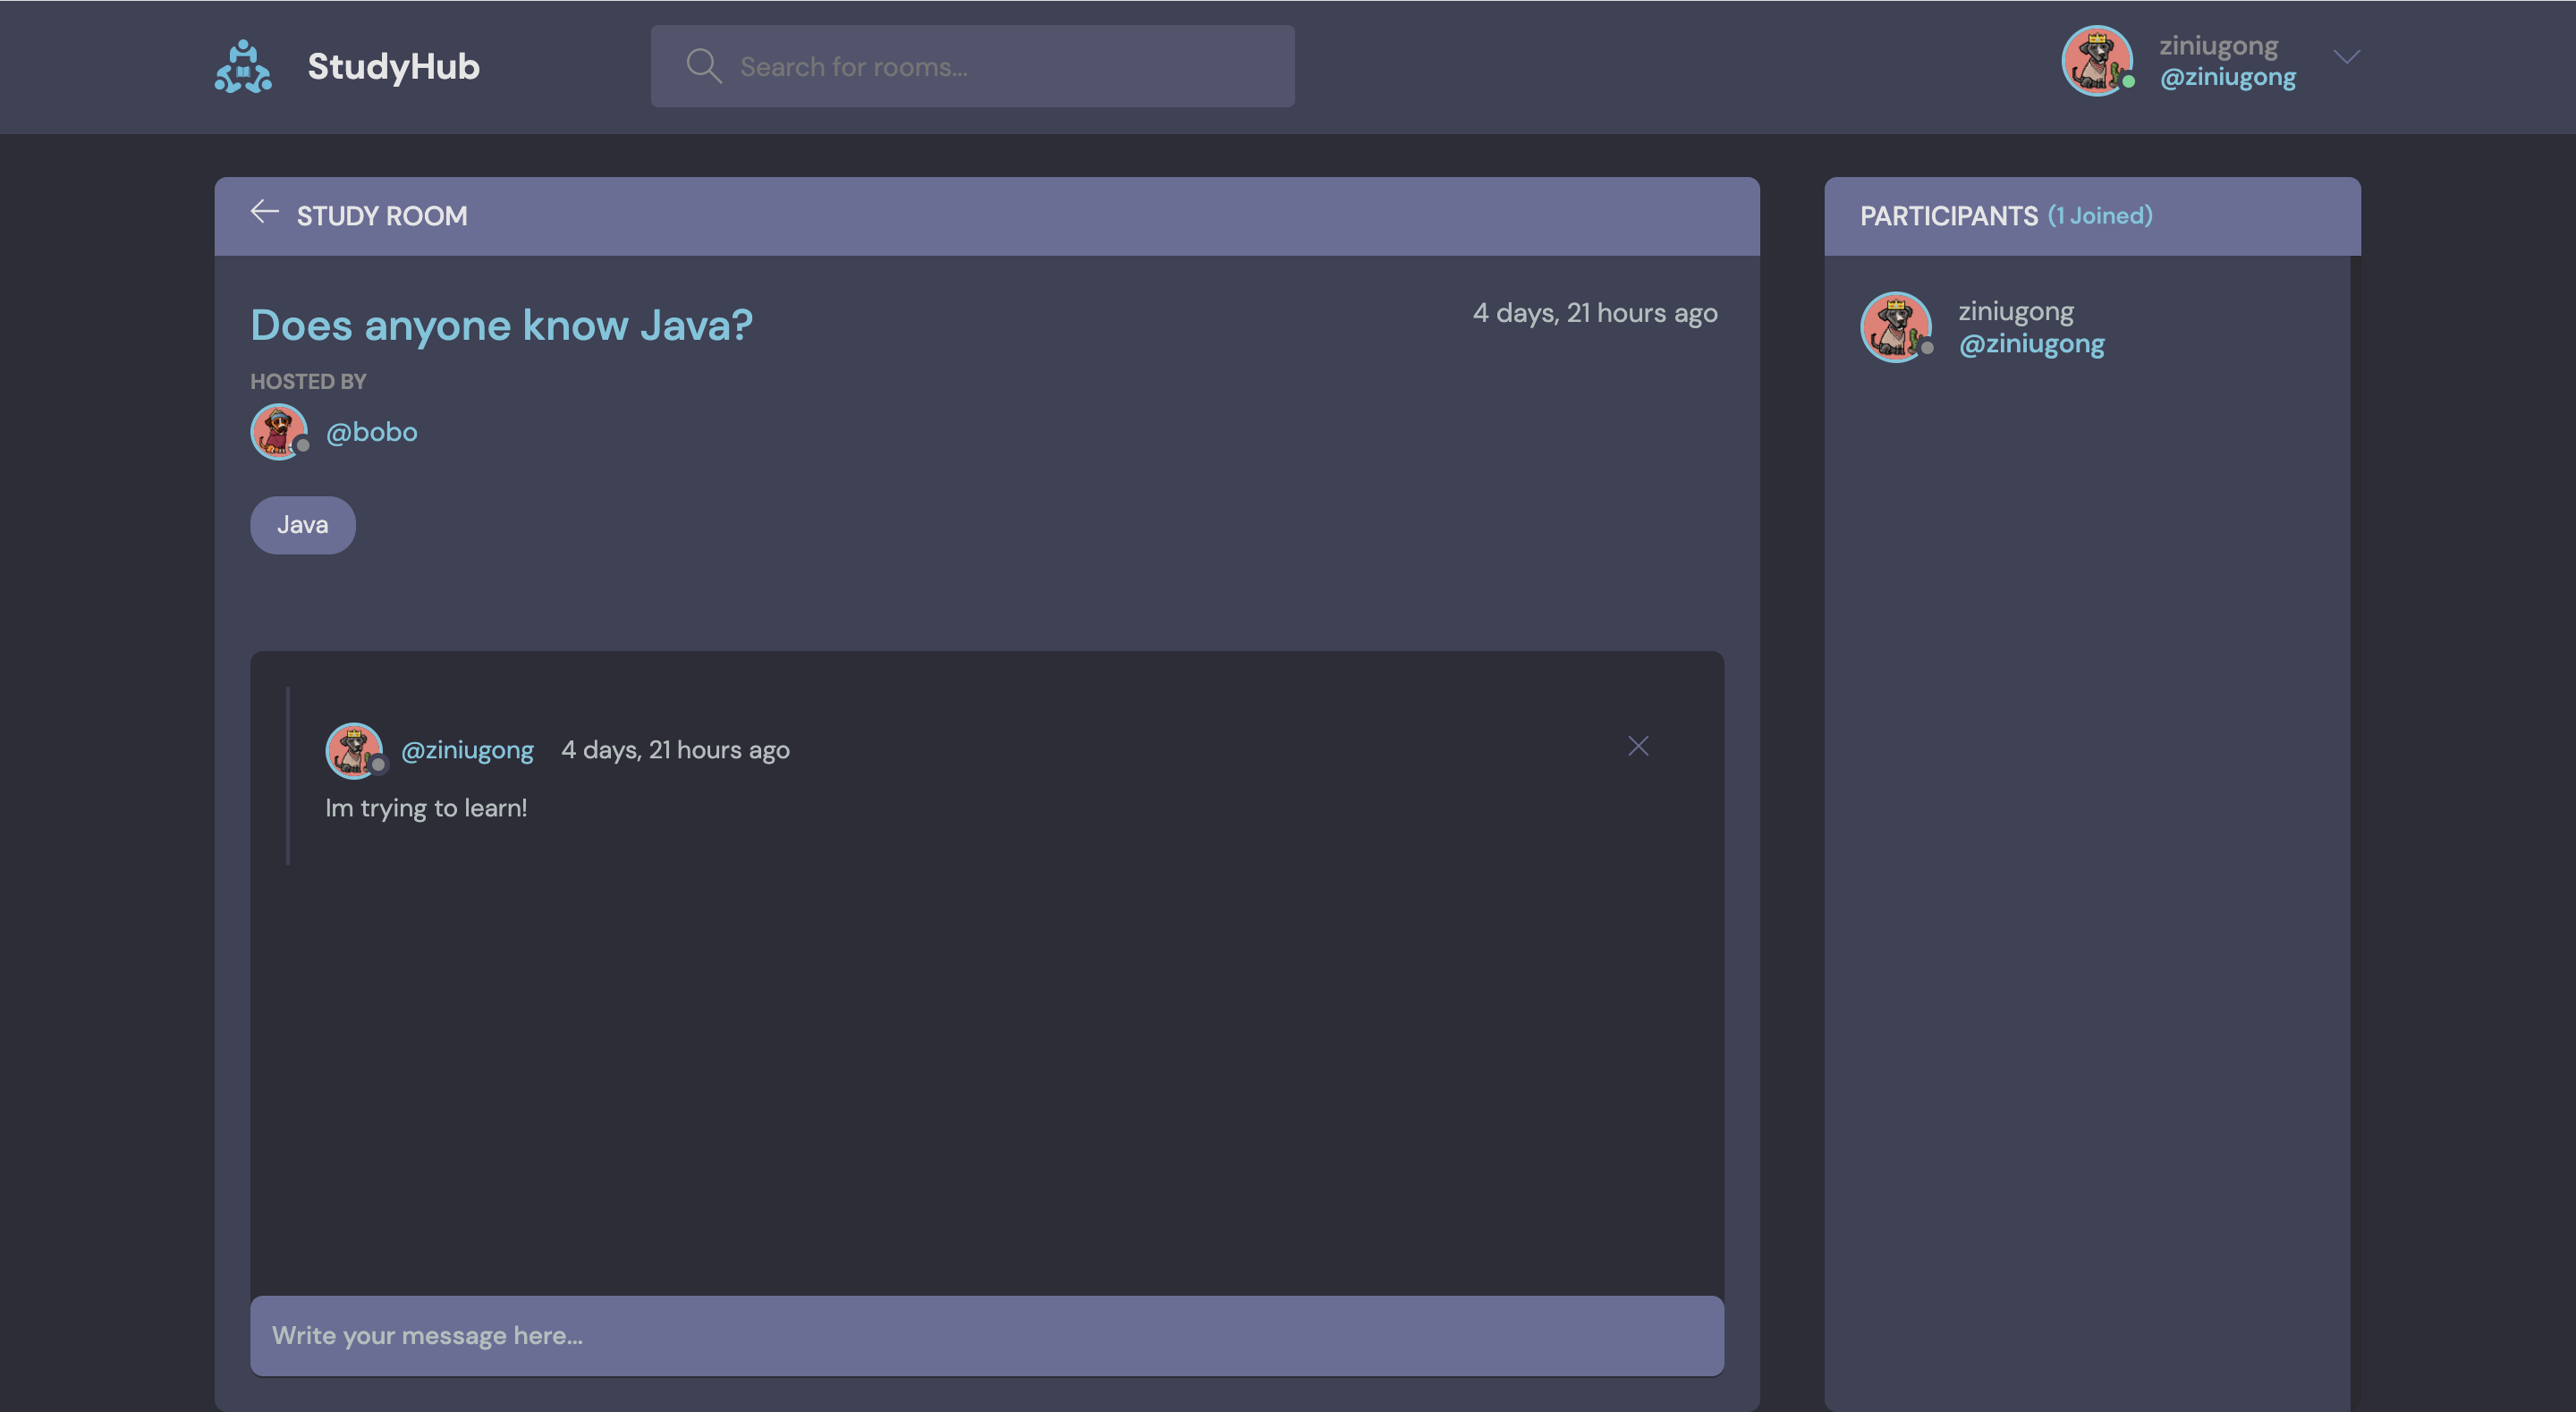 StudyHub
Search for rooms...
ziniugong
@ziniugong
STUDY ROOM
Does anyone know Java?
4 days, 21 hours ago
HOSTED BY
@bobo
Java
@ziniugong 4 days, 21 hours ago
Im trying to learn!
Write your message here...
PARTICIPANTS (1 Joined)
ziniugong
@ziniugong